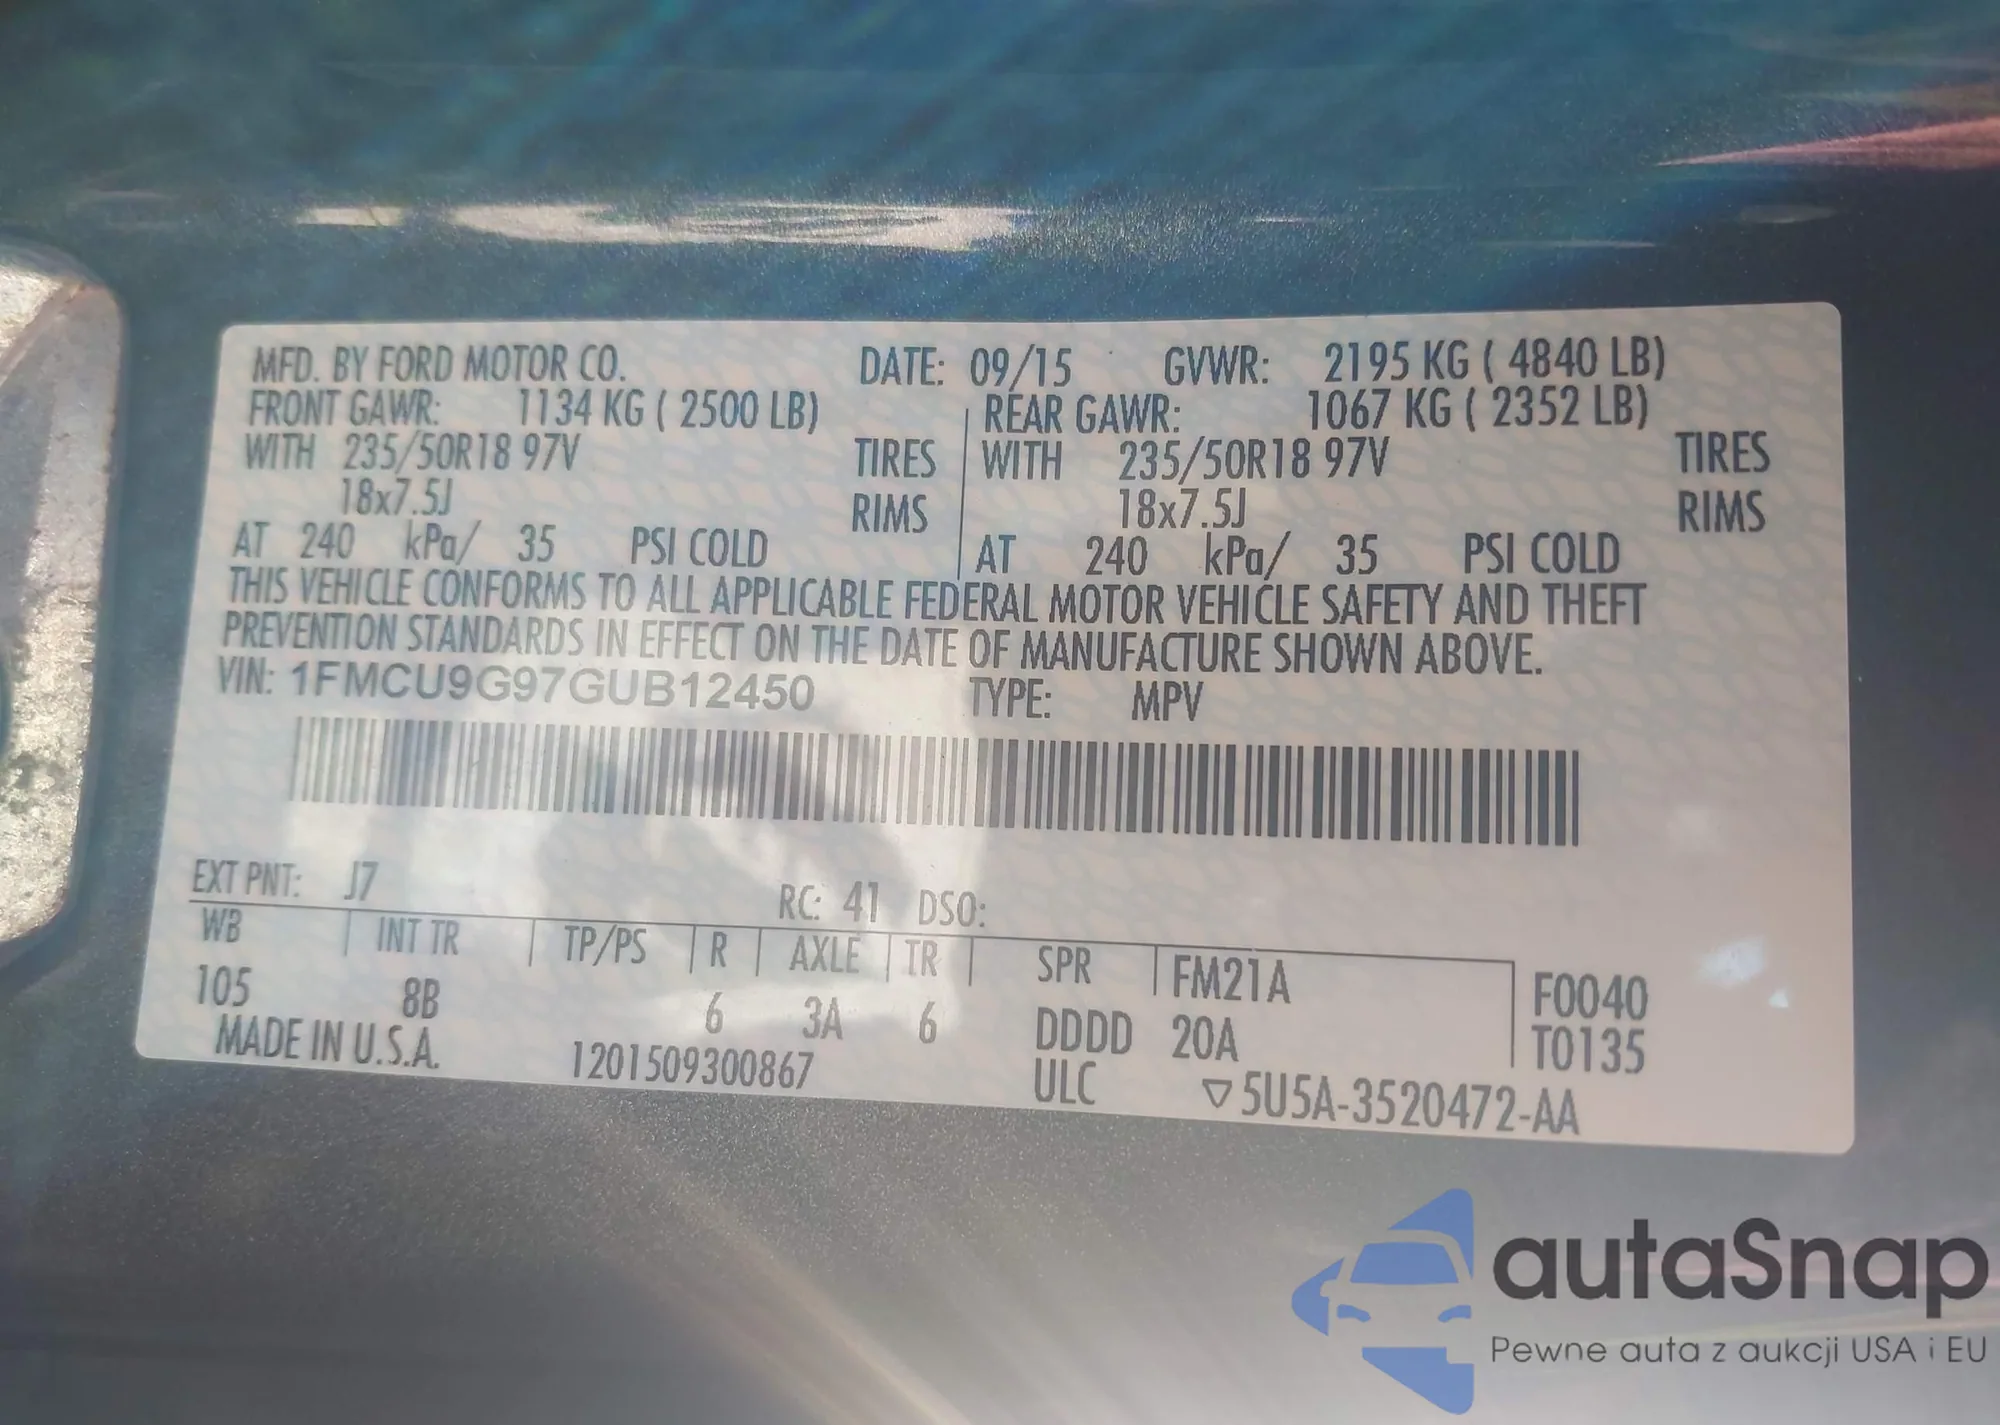 MFD. BY FORD MOTOR CO. DATE: 09/15 GVWR: 2195 KG ( 4840 LB)
FRONT GAWR: 1134 KG ( 2500 LB) REAR GAWR: 1067 KG ( 2352 LB)
WITH 235/50R18 97V TIRES WITH 235/50R18 97V TIRES
18x7.5J RIMS 18x7.5J RIMS
AT 240 kPa/ 35 PSI COLD AT 240 kPa/ 35 PSI COLD
THIS VEHICLE CONFORMS TO ALL APPLICABLE FEDERAL MOTOR VEHICLE SAFETY AND THEFT
PREVENTION STANDARDS IN EFFECT ON THE DATE OF MANUFACTURE SHOWN ABOVE.
VIN: 1FMCU9G97GUB12450 TYPE: MPV
EXT PNT: J7 RC: 41 DSO:
WB INT TR TP/PS R AXLE TR SPR FM21A F0040
105 8B 6 3A 6 DDDD 20A T0135
MADE IN U.S.A. 1201509300867 ULC ▽5U5A-3520472-AA
autaSnap
Pewne auta z aukcji USA i EU